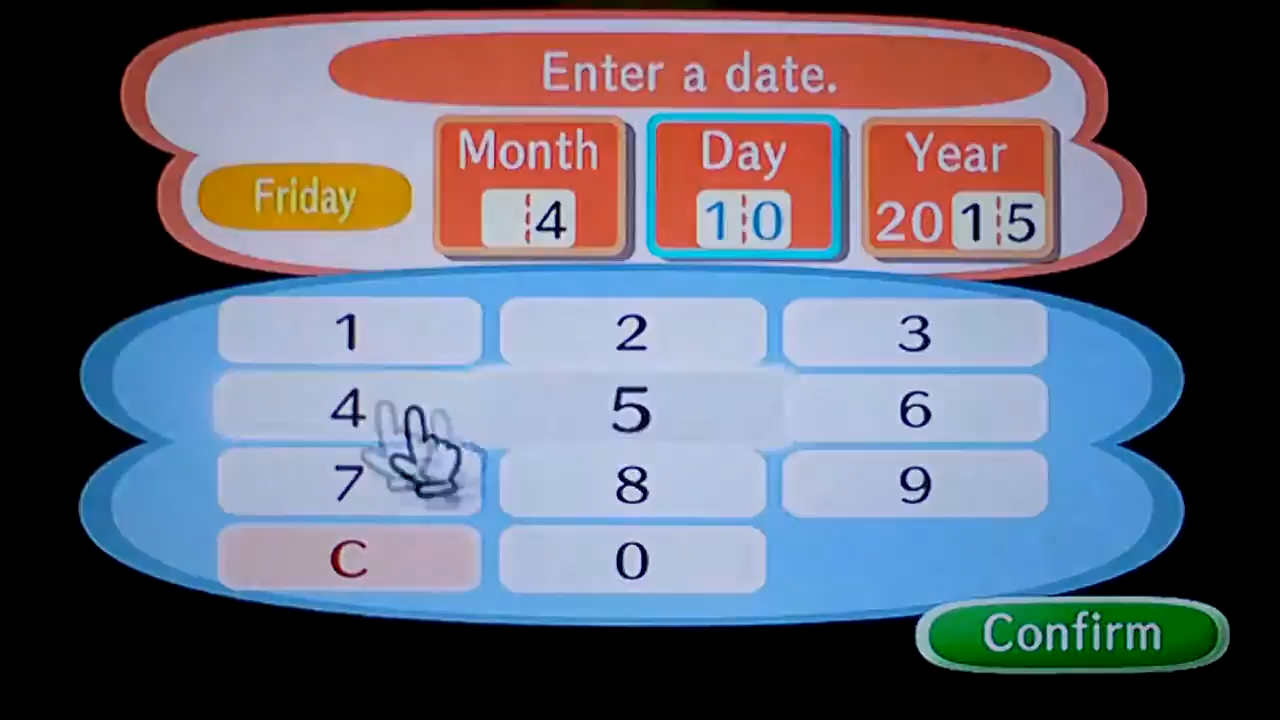 Enter a date.
Month Day Year
Friday 4 10 2015
1 2 3
4 5 6
7 8 9
C 0
Confirm